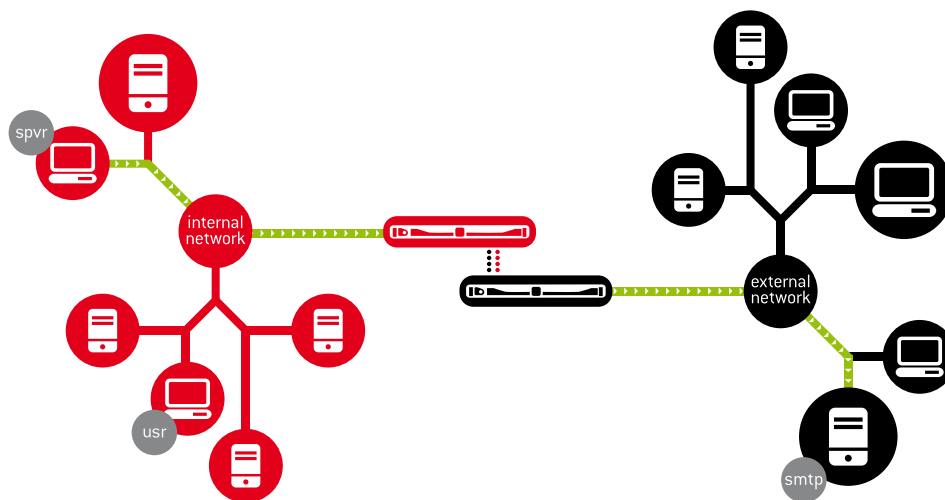 spvr
internal
network
external
network
usr
smtp